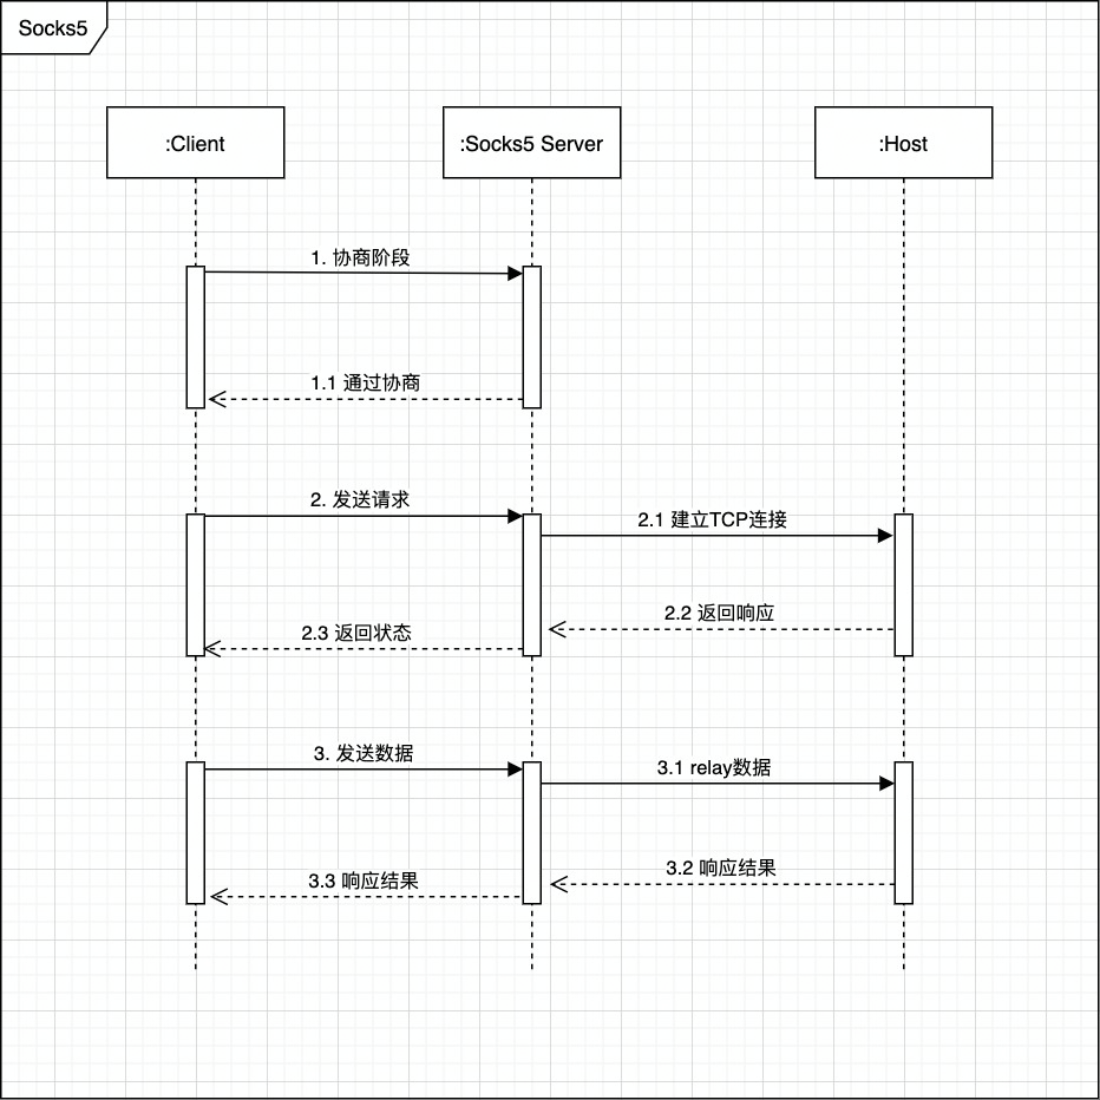 Socks5
:Client
:Socks5 Server
:Host
1. 协商阶段
1.1 通过协商
2. 发送请求
2.1 建立TCP连接
2.2 返回响应
2.3 返回状态
3. 发送数据
3.1 relay数据
3.2 响应结果
3.3 响应结果